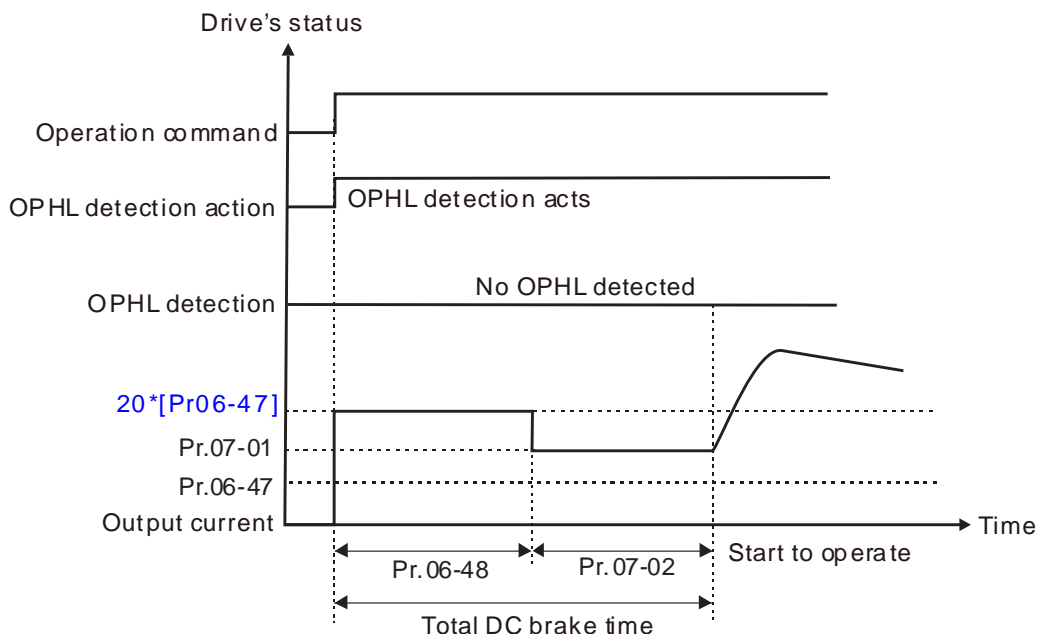 Drive's status
Operation command
OPHL detection action
OPHL detection acts
OPHL detection
No OPHL detected
20*[Pr06-47]
Pr.07-01
Pr.06-47
Output current
Time
Pr.06-48
Pr.07-02
Start to operate
Total DC brake time